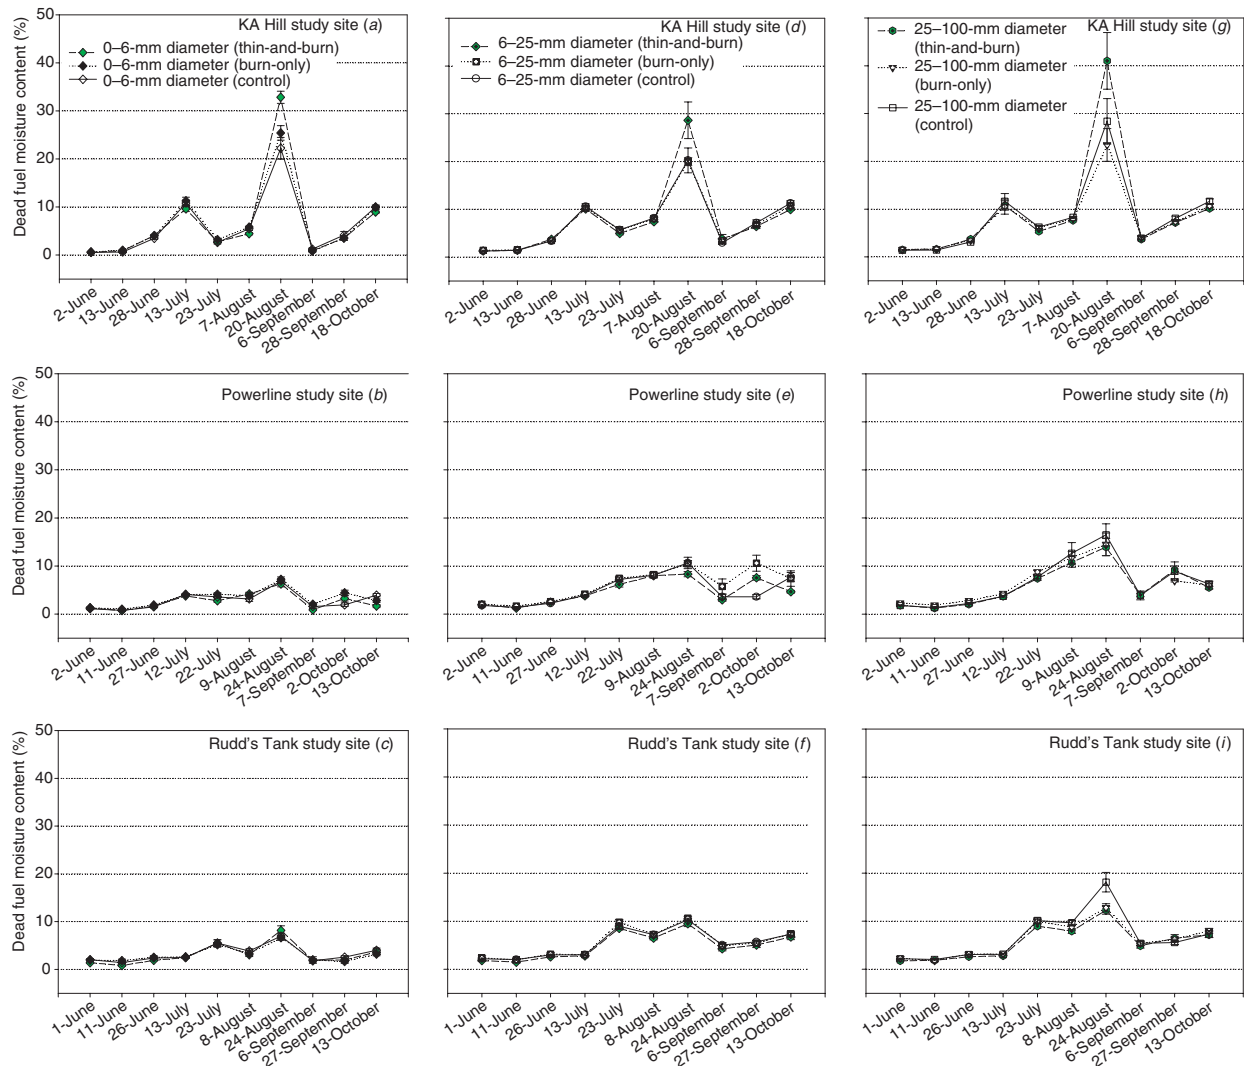 KA Hill study site (a)
0–6-mm diameter (thin-and-burn)
0–6-mm diameter (burn-only)
0–6-mm diameter (control)
Dead fuel moisture content (%)
50
40
30
20
10
0
2-June
13-June
28-June
13-July
23-July
7-August
20-August
6-September
28-September
18-October
KA Hill study site (d)
6–25-mm diameter (thin-and-burn)
6–25-mm diameter (burn-only)
6–25-mm diameter (control)
2-June
13-June
28-June
13-July
23-July
7-August
20-August
6-September
28-September
18-October
KA Hill study site (g)
25–100-mm diameter
(thin-and-burn)
25–100-mm diameter
(burn-only)
25–100-mm diameter
(control)
2-June
13-June
28-June
13-July
23-July
7-August
20-August
6-September
28-September
18-October
Powerline study site (b)
Dead fuel moisture content (%)
50
40
30
20
10
0
2-June
11-June
27-June
12-July
22-July
9-August
24-August
7-September
2-October
13-October
Powerline study site (e)
2-June
11-June
27-June
12-July
22-July
9-August
24-August
7-September
2-October
13-October
Powerline study site (h)
2-June
11-June
27-June
12-July
22-July
9-August
24-August
7-September
2-October
13-October
Rudd's Tank study site (c)
Dead fuel moisture content (%)
50
40
30
20
10
0
1-June
11-June
26-June
13-July
23-July
8-August
24-August
6-September
27-September
13-October
Rudd's Tank study site (f)
1-June
11-June
26-June
13-July
23-July
8-August
24-August
6-September
27-September
13-October
Rudd's Tank study site (i)
1-June
11-June
26-June
13-July
23-July
8-August
24-August
6-September
27-September
13-October